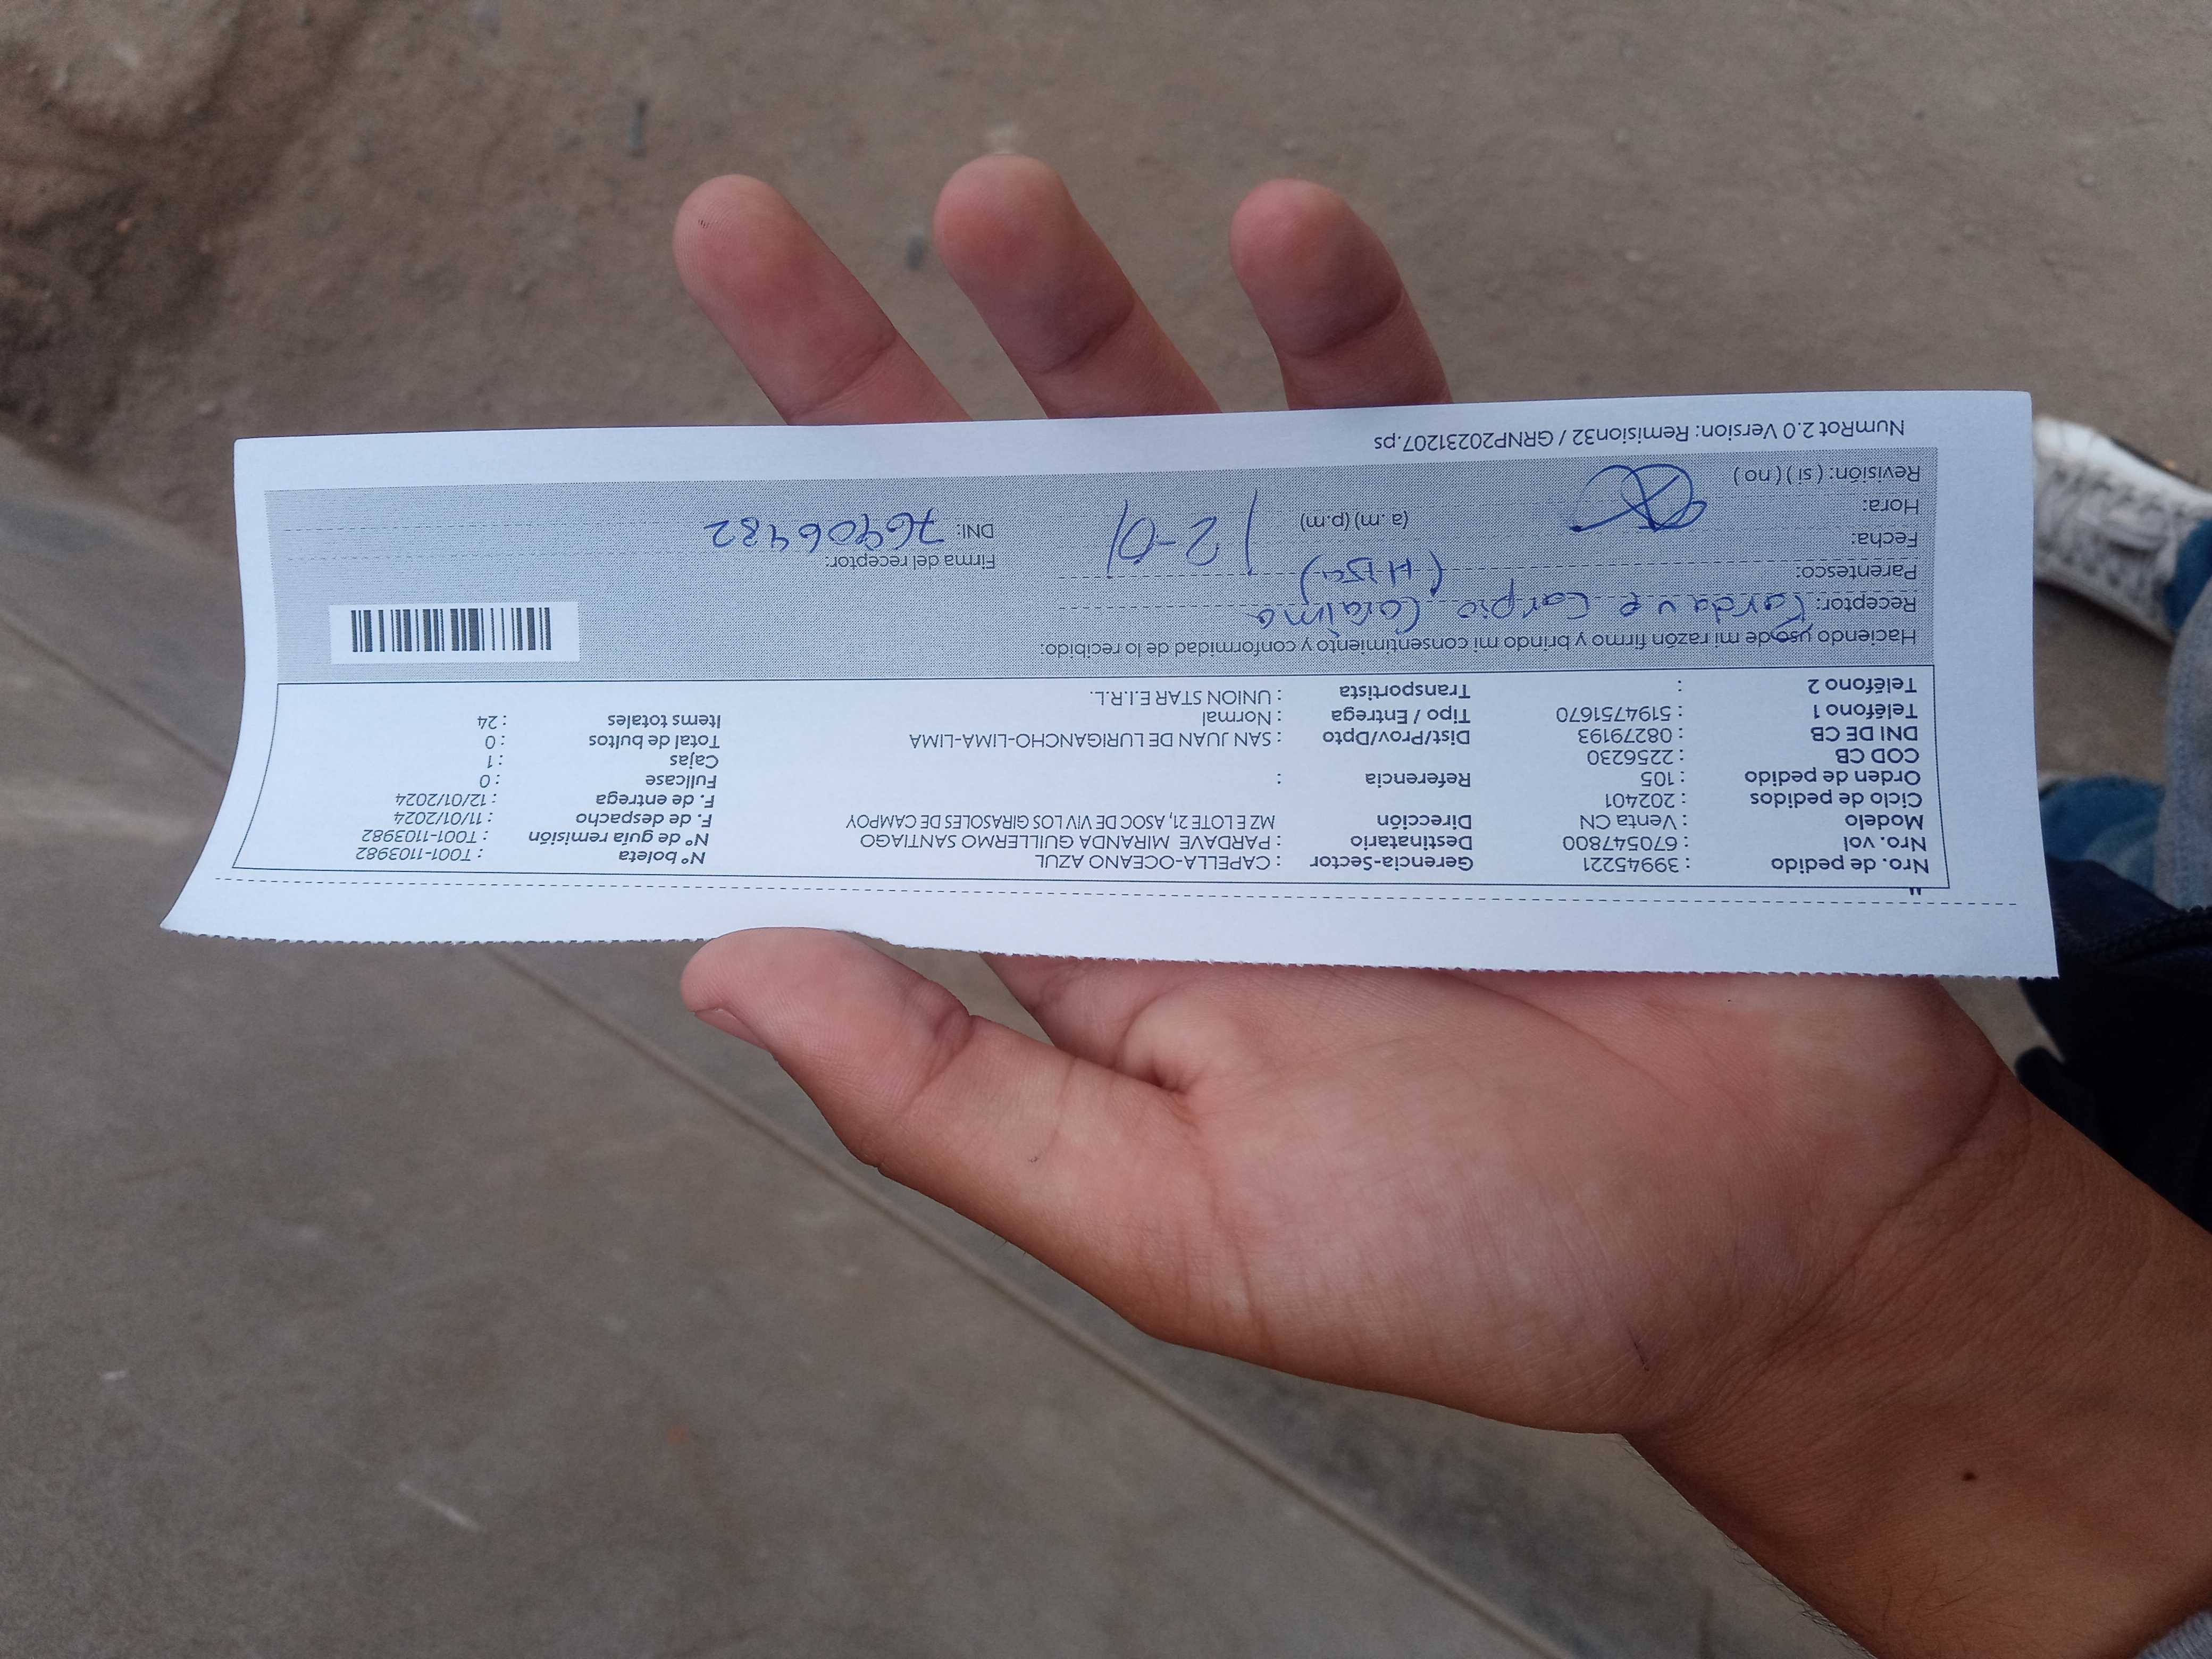 Nro. de pedido : 39945221 Gerencia-Sector : CAPELLA-OCEANO AZUL Nº boleta : T001-1103982
Nro. vol : 670547800 Destinatario : PARDAVE MIRANDA GUILLERMO SANTIAGO Nº de guía remisión : T001-1103982
Modelo : Venta CN Dirección MZ E LOTE 21, ASOC DE VIV LOS GIRASOLES DE CAMPOY F. de despacho : 11/01/2024
Ciclo de pedidos : 202401 F. de entrega : 12/01/2024
Orden de pedido : 105 Referencia : Fullcase : 0
COD CB : 2256230 Cajas : 1
DNI DE CB : 08279193 Dist/Prov/Dpto : SAN JUAN DE LURIGANCHO-LIMA-LIMA Total de bultos : 0
Teléfono 1 : 5194751670 Tipo / Entrega : Normal Items totales : 24
Teléfono 2 : Transportista : UNION STAR E.I.R.L.
Haciendo uso de mi razón firmo y brindo mi consentimiento y conformidad de lo recibido:
Receptor: Pardave Carpio
Parentesco: (HIJA) Firma del receptor:
Fecha: 12-01 DNI: 76906482
Hora: (a.m) (p.m)
Revisión: ( si ) ( no )
NumRot 2.0 Version: Remision32 / GRNP20231207.ps